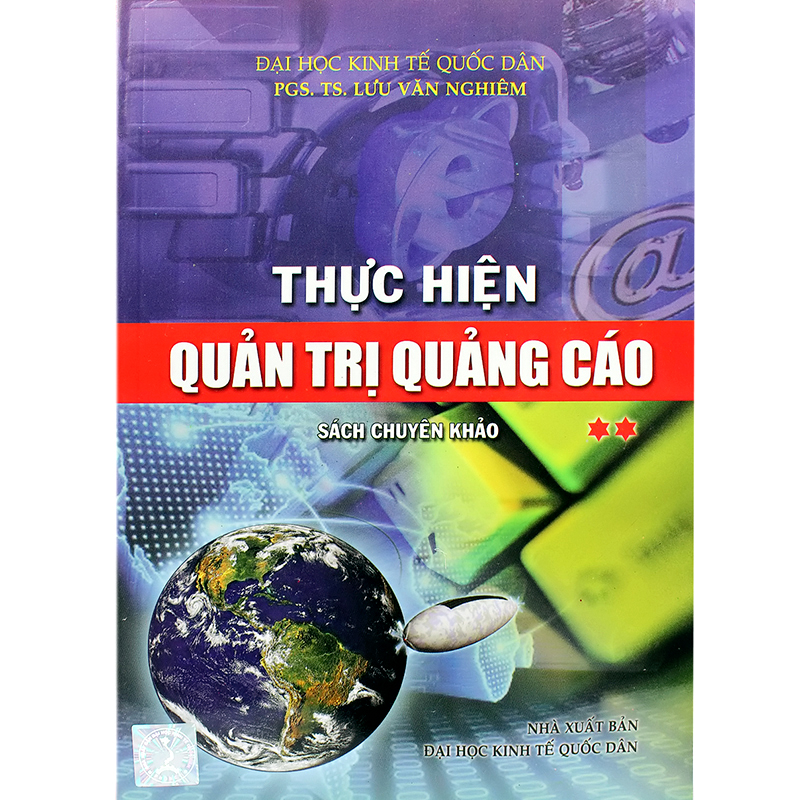 ĐẠI HỌC KINH TẾ QUỐC DÂN
PGS. TS. LƯU VĂN NGHIÊM
THỰC HIỆN
QUẢN TRỊ QUẢNG CÁO
SÁCH CHUYÊN KHẢO
NHÀ XUẤT BẢN
ĐẠI HỌC KINH TẾ QUỐC DÂN